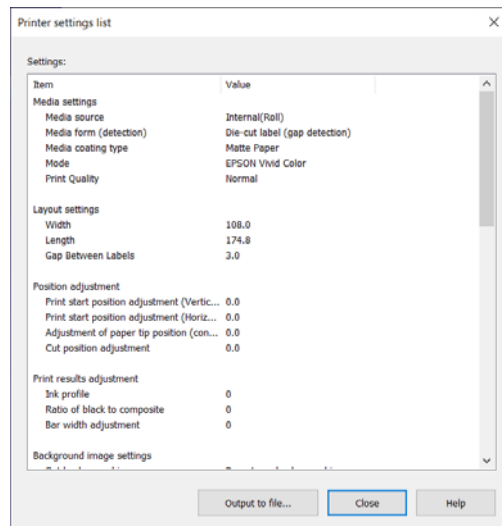 Printer settings list
Settings:
Item Value
Media settings
Media source Internal(Roll)
Media form (detection) Die-cut label (gap detection)
Media coating type Matte Paper
Mode EPSON Vivid Color
Print Quality Normal
Layout settings
Width 108.0
Length 174.8
Gap Between Labels 3.0
Position adjustment
Print start position adjustment (Vertic... 0.0
Print start position adjustment (Horiz... 0.0
Adjustment of paper tip position (con... 0.0
Cut position adjustment 0.0
Print results adjustment
Ink profile 0
Ratio of black to composite 0
Bar width adjustment 0
Background image settings
Output to file... Close Help